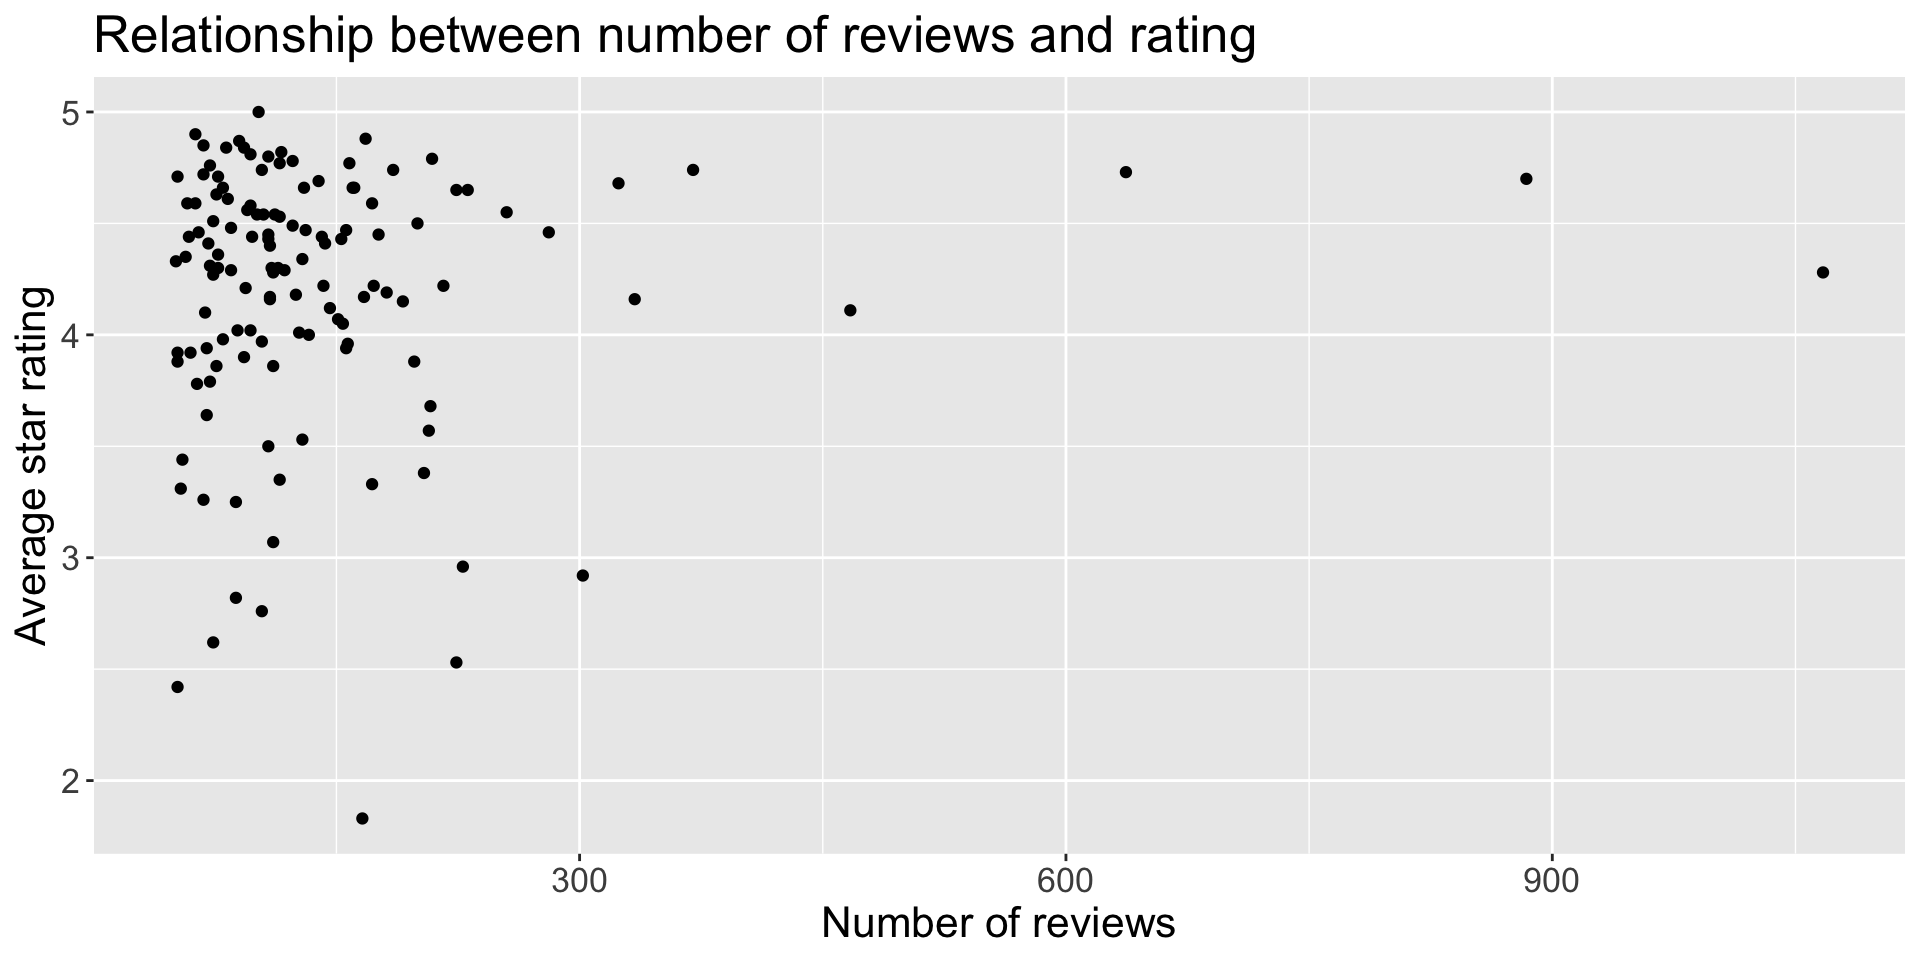 Relationship between number of reviews and rating
5
4
3
2
Average star rating
300
600
900
Number of reviews